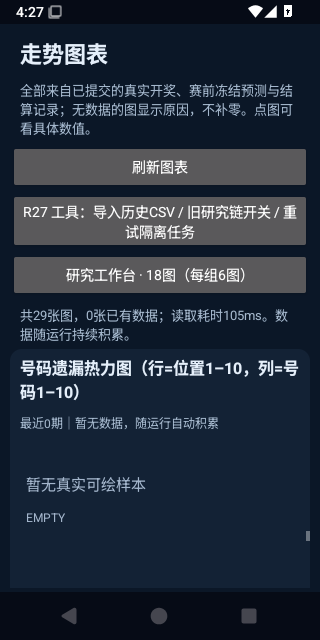 4:27
走势图表
全部来自已提交的真实开奖、赛前冻结预测与结
算记录；无数据的图显示原因，不补零。点图可
看具体数值。
刷新图表
R27 工具：导入历史CSV / 旧研究链开关 / 重
试隔离任务
研究工作台 · 18图（每组6图）
共29张图，0张已有数据；读取耗时105ms。数
据随运行持续积累。
号码遗漏热力图（行=位置1–10，列=号
码1–10）
最近0期｜暂无数据，随运行自动积累
暂无真实可绘样本
EMPTY